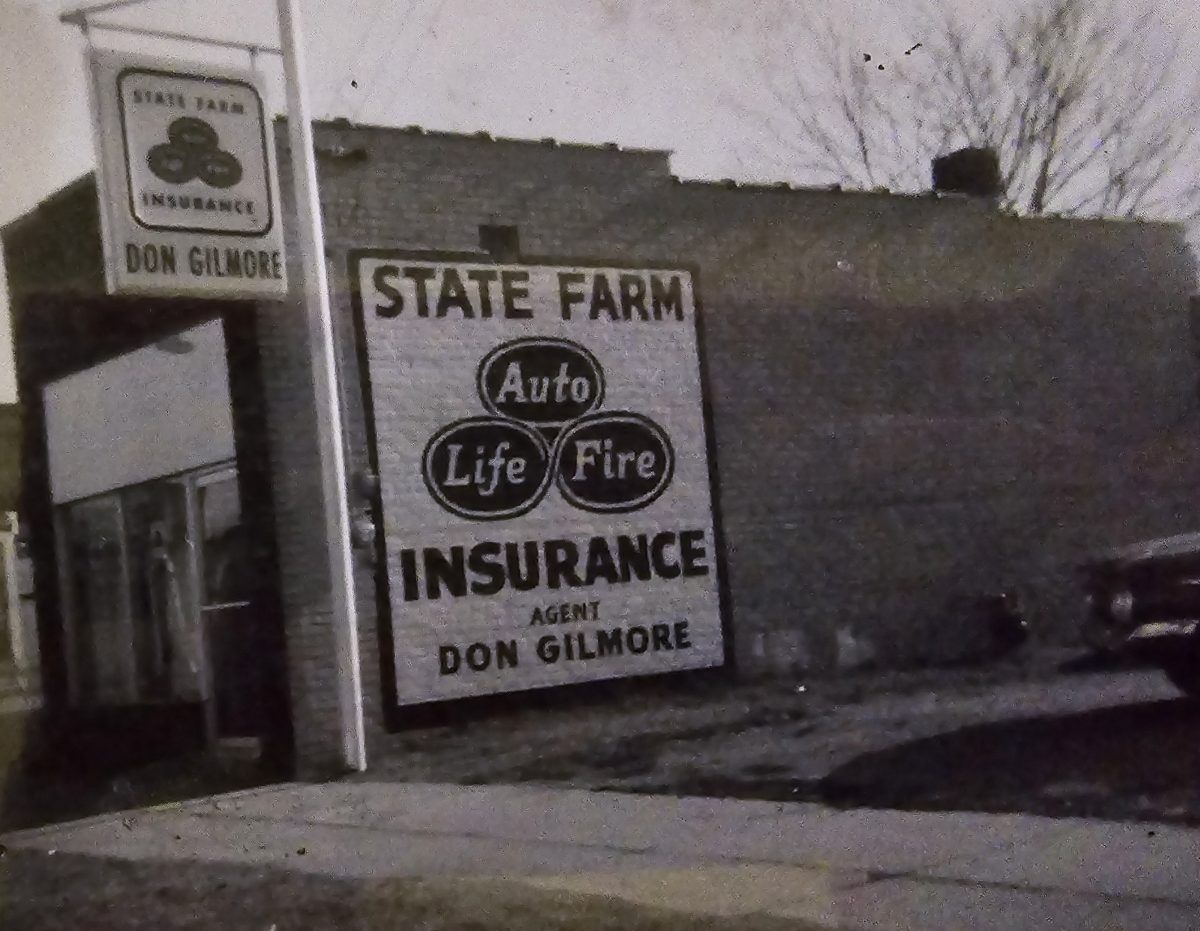 STATE FARM
INSURANCE
DON GILMORE
STATE FARM
Auto
Life Fire
INSURANCE
AGENT
DON GILMORE